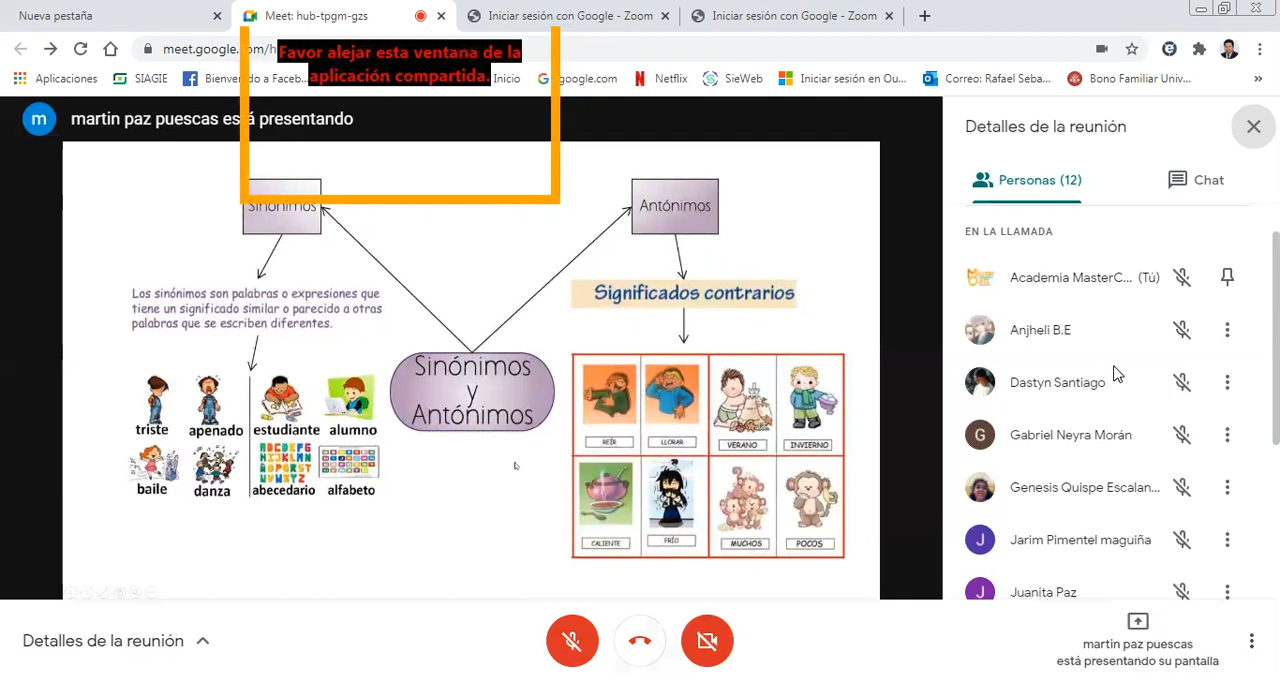 Nueva pestaña
Meet: hub-tpgm-gzs
Iniciar sesión con Google - Zoom
Iniciar sesión con Google - Zoom
meet.google.com/h
Favor alejar esta ventana de la
aplicación compartida.
Aplicaciones
SIAGIE
Bienvenido a Faceb...
Inicio
google.com
Netflix
SieWeb
Iniciar sesión en Ou...
Correo: Rafael Seba...
Bono Familiar Univ...
m
martin paz puescas está presentando
Sinónimos
Antónimos
Los sinónimos son palabras o expresiones que
tiene un significado similar o parecido a otras
palabras que se escriben diferentes.
Significados contrarios
Sinónimos
y
Antónimos
triste
apenado
estudiante
alumno
baile
danza
abecedario
alfabeto
REÍR
LLORAR
VERANO
INVIERNO
CALIENTE
FRÍO
MUCHOS
POCOS
Detalles de la reunión
Personas (12)
Chat
EN LA LLAMADA
Academia MasterC... (Tú)
Anjheli B.E
Dastyn Santiago
G
Gabriel Neyra Morán
Genesis Quispe Escalan...
J
Jarim Pimentel maguiña
J
Juanita Paz
Detalles de la reunión
martin paz puescas
está presentando su pantalla